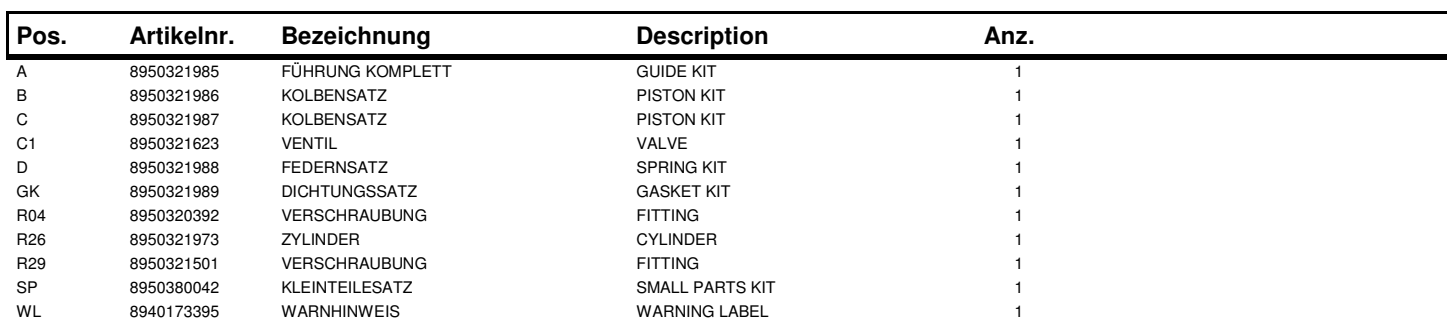 Pos. Artikelnr. Bezeichnung Description Anz.
A 8950321985 FÜHRUNG KOMPLETT GUIDE KIT 1
B 8950321986 KOLBENSATZ PISTON KIT 1
C 8950321987 KOLBENSATZ PISTON KIT 1
C1 8950321623 VENTIL VALVE 1
D 8950321988 FEDERNSATZ SPRING KIT 1
GK 8950321989 DICHTUNGSSATZ GASKET KIT 1
R04 8950320392 VERSCHRAUBUNG FITTING 1
R26 8950321973 ZYLINDER CYLINDER 1
R29 8950321501 VERSCHRAUBUNG FITTING 1
SP 8950380042 KLEINTEILESATZ SMALL PARTS KIT 1
WL 8940173395 WARNHINWEIS WARNING LABEL 1